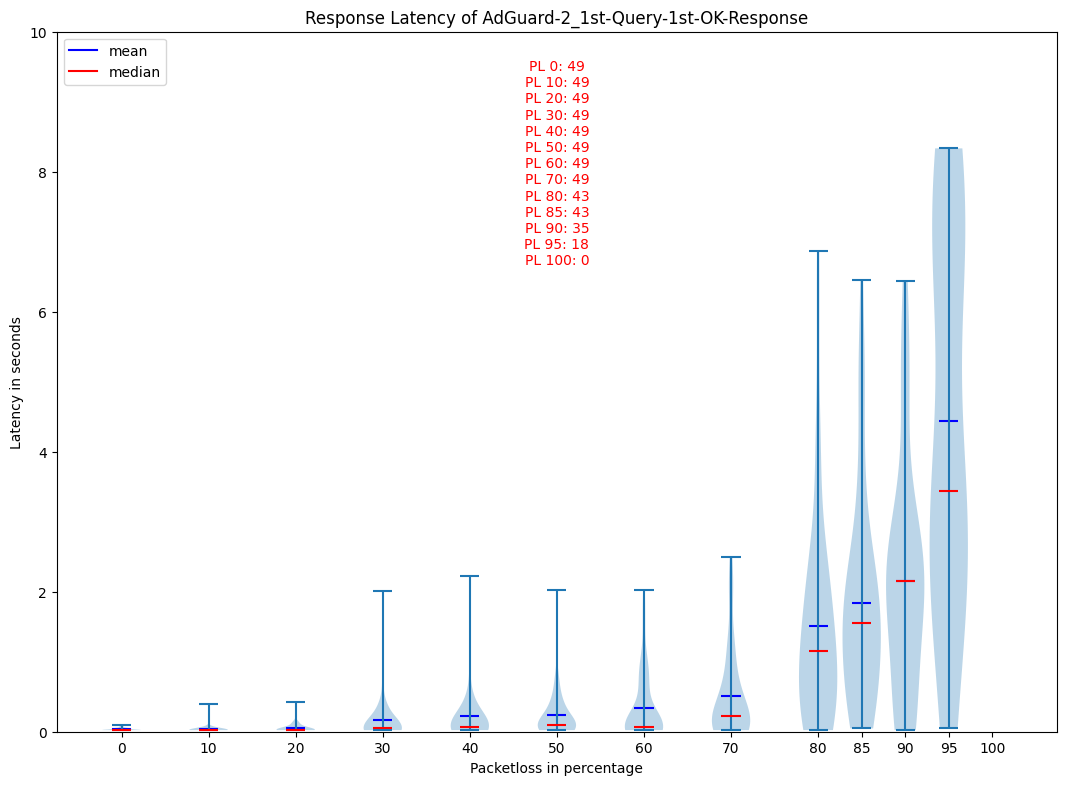 Response Latency of AdGuard-2_1st-Query-1st-OK-Response
10
mean
median
PL 0: 49
PL 10: 49
PL 20: 49
PL 30: 49
PL 40: 49
PL 50: 49
PL 60: 49
PL 70: 49
PL 80: 43
PL 85: 43
PL 90: 35
PL 95: 18
PL 100: 0
8
6
4
2
0
Latency in seconds
0 10 20 30 40 50 60 70 80 85 90 95 100
Packetloss in percentage